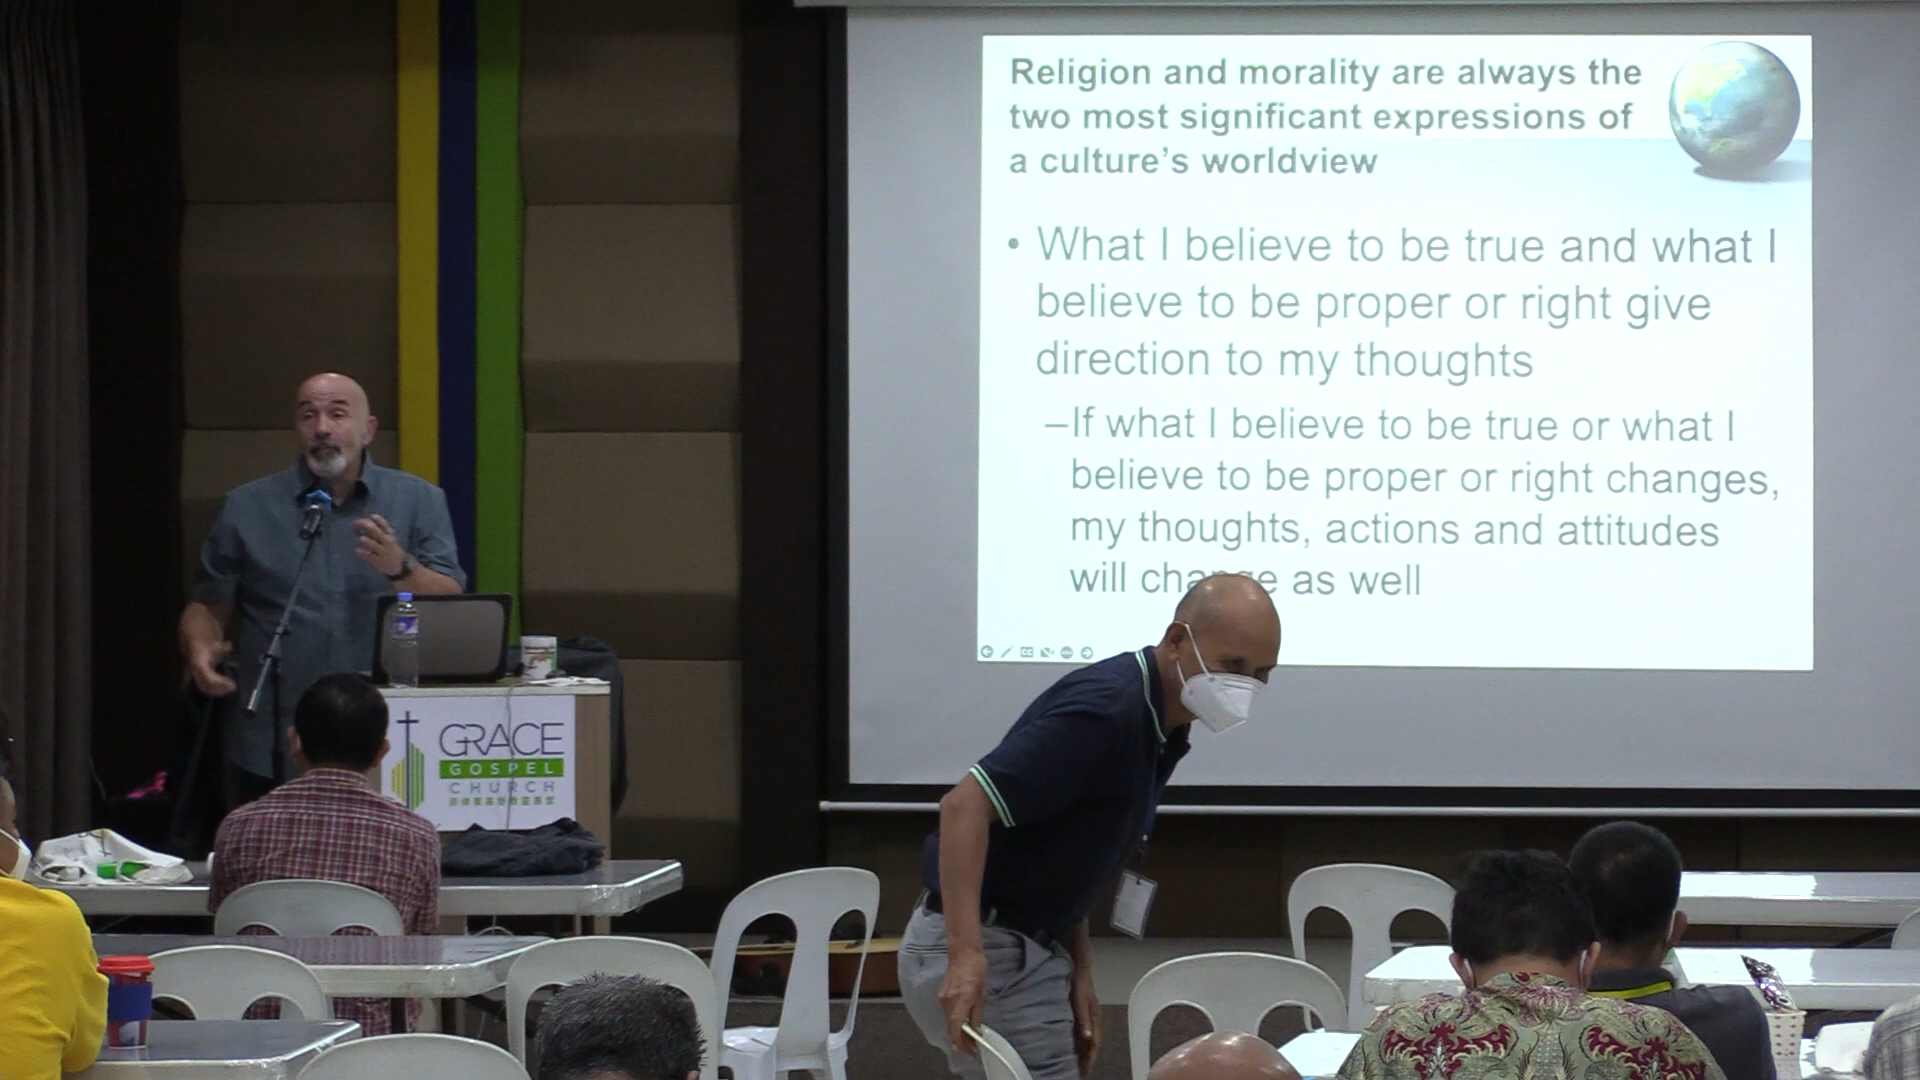 Religion and morality are always the
two most significant expressions of
a culture's worldview
• What I believe to be true and what I
believe to be proper or right give
direction to my thoughts
–If what I believe to be true or what I
believe to be proper or right changes,
my thoughts, actions and attitudes
will change as well
GRACE
GOSPEL
CHURCH